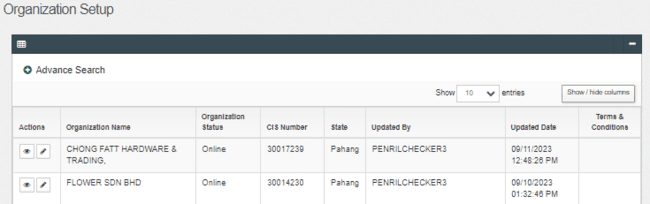 Organization Setup
Advance Search
Show 10 entries Show / hide columns
Actions Organization Name Organization Status CIS Number State Updated By Updated Date Terms & Conditions
CHONG FATT HARDWARE & TRADING, Online 30017239 Pahang PENRILCHECKER3 09/11/2023 12:48:26 PM
FLOWER SDN BHD Online 30014230 Pahang PENRILCHECKER3 09/10/2023 01:32:46 PM